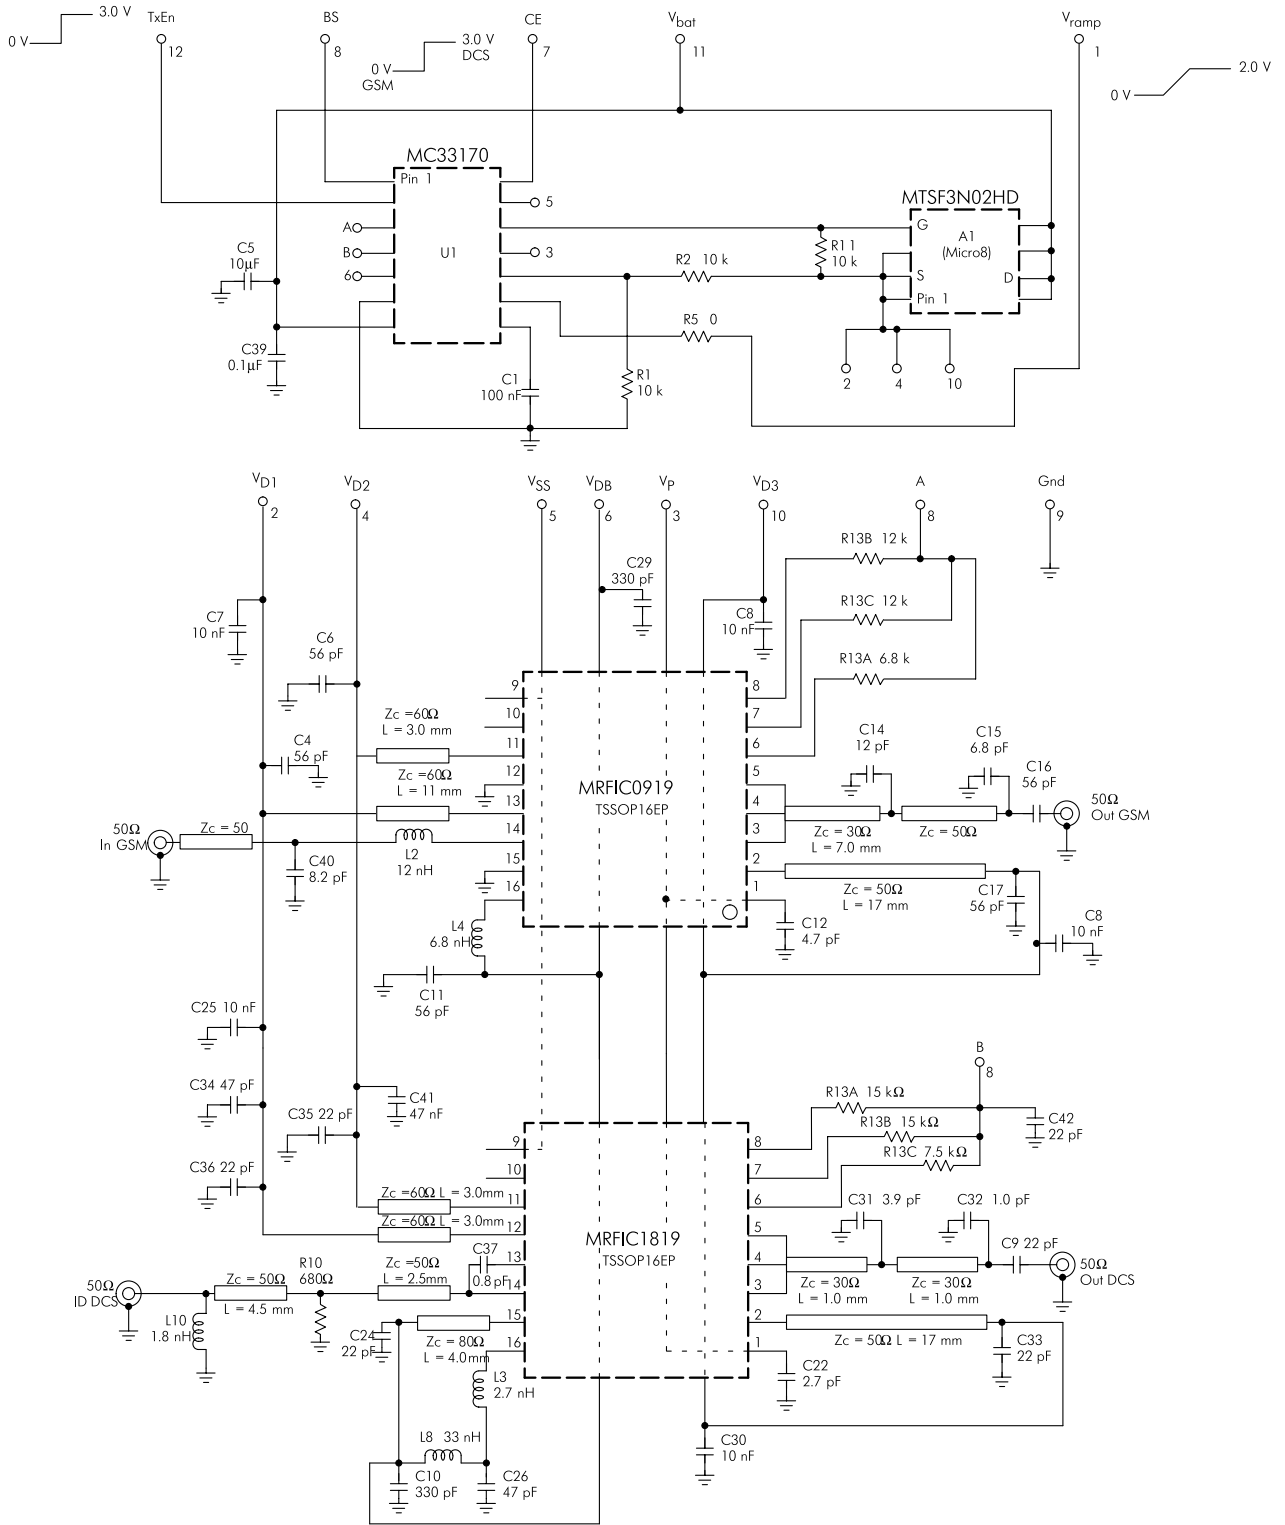 TxEn
BS
CE
Vbat
Vramp
3.0 V
0 V
12
8
3.0 V
DCS
0 V
GSM
7
11
1
2.0 V
0 V
MC33170
Pin 1
5
A
B
6
U1
3
MTSF3N02HD
G
A1
(Micro8)
S
D
Pin 1
R11
10 k
R2 10 k
R5 0
C5
10µF
C39
0.1µF
C1
100 nF
R1
10 k
2
4
10
VD1
2
VD2
4
VSS
5
VDB
6
VP
3
VD3
10
A
8
Gnd
9
R13B 12 k
R13C 12 k
R13A 6.8 k
C29
330 pF
C8
10 nF
C7
10 nF
C6
56 pF
C4
56 pF
Zc =60Ω
L = 3.0 mm
Zc =60Ω
L = 11 mm
9
10
11
12
13
14
15
16
MRFIC0919
TSSOP16EP
8
7
6
5
4
3
2
1
C14
12 pF
C15
6.8 pF
C16
56 pF
50Ω
Out GSM
Zc = 30Ω
L = 7.0 mm
Zc = 50Ω
Zc = 50Ω
L = 17 mm
C17
56 pF
C8
10 nF
C12
4.7 pF
50Ω
In GSM
Zc = 50
C40
8.2 pF
L2
12 nH
L4
6.8 nH
C11
56 pF
C25 10 nF
C34 47 pF
C35 22 pF
C41
47 nF
C36 22 pF
Zc =60Ω L = 3.0mm
Zc =60Ω L = 3.0mm
B
8
R13A 15 kΩ
R13B 15 kΩ
R13C 7.5 kΩ
C42
22 pF
9
10
11
12
13
14
15
16
MRFIC1819
TSSOP16EP
8
7
6
5
4
3
2
1
C31 3.9 pF
C32 1.0 pF
C9 22 pF
50Ω
Out DCS
Zc = 30Ω
L = 1.0 mm
Zc = 30Ω
L = 1.0 mm
Zc = 50Ω L = 17 mm
C33
22 pF
C22
2.7 pF
C30
10 nF
50Ω
ID DCS
Zc = 50Ω
L = 4.5 mm
R10
680Ω
Zc =50Ω
L = 2.5mm
C37
0.8 pF
L10
1.8 nH
C24
22 pF
Zc = 80Ω
L = 4.0mm
L3
2.7 nH
L8 33 nH
C10
330 pF
C26
47 pF